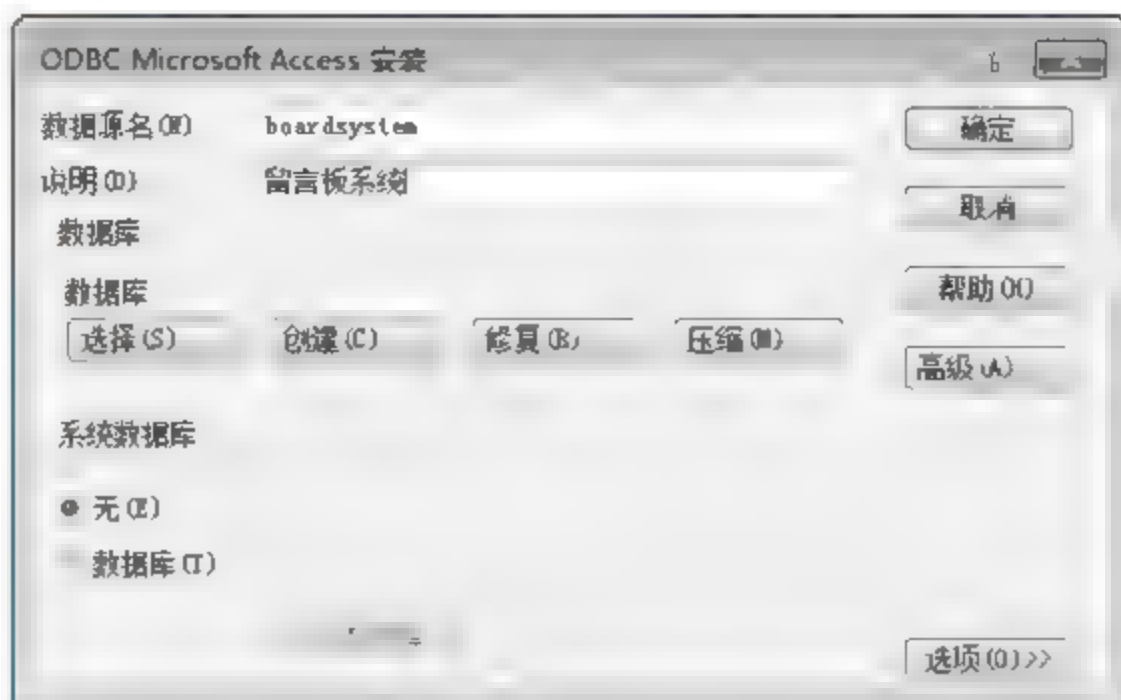 ODBC Microsoft Access 安装
数据源名(N) boardsystem 确定
说明(D) 留言板系统 取消
数据库
数据库 帮助(H)
选择(S) 创建(C) 修复(R) 压缩(M)
高级(A)
系统数据库
无(E)
数据库(T)
选项(O)>>